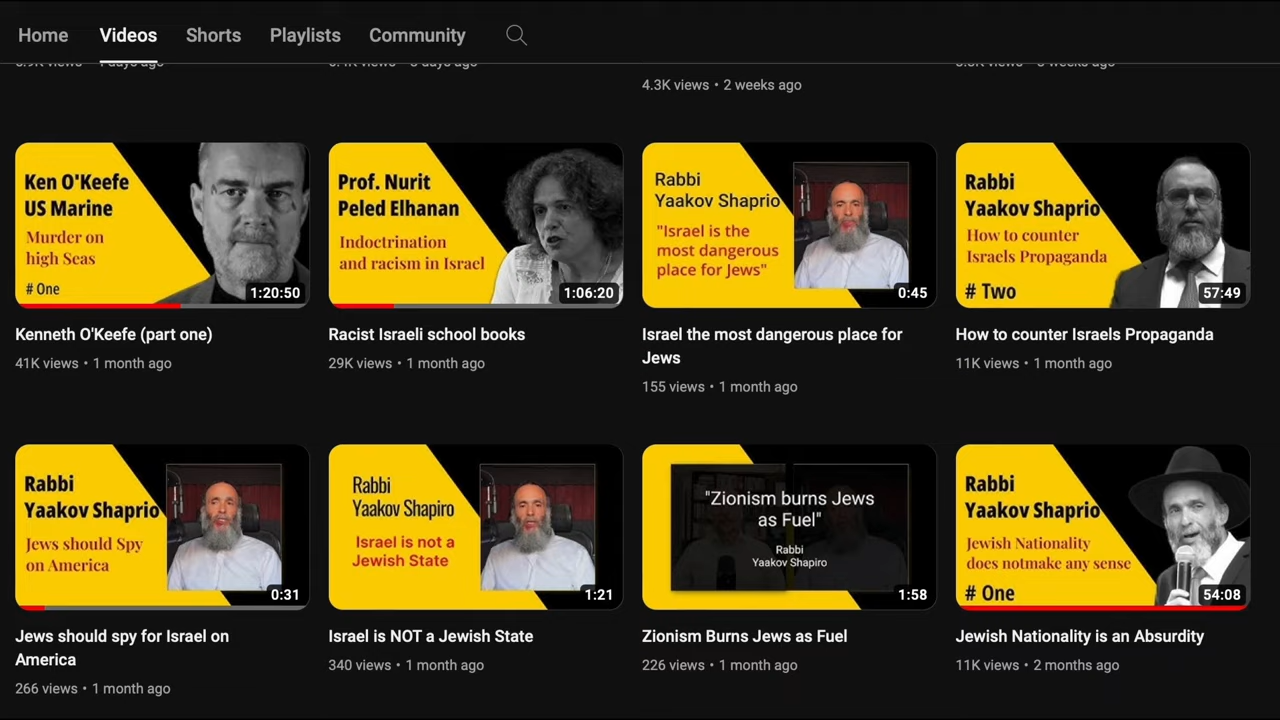 Home Videos Shorts Playlists Community
4.3K views • 2 weeks ago
Ken O'Keefe
US Marine
Murder on
high Seas
# One
1:20:50
Kenneth O'Keefe (part one)
41K views • 1 month ago
Prof. Nurit
Peled Elhanan
Indoctrination
and racism in Israel
1:06:20
Racist Israeli school books
29K views • 1 month ago
Rabbi
Yaakov Shaprio
"Israel is the
most dangerous
place for Jews"
0:45
Israel the most dangerous place for
Jews
155 views • 1 month ago
Rabbi
Yaakov Shaprio
How to counter
Israels Propaganda
# Two
57:49
How to counter Israels Propaganda
11K views • 1 month ago
Rabbi
Yaakov Shaprio
Jews should Spy
on America
0:31
Jews should spy for Israel on
America
266 views • 1 month ago
Rabbi
Yaakov Shapiro
Israel is not a
Jewish State
1:21
Israel is NOT a Jewish State
340 views • 1 month ago
"Zionism burns Jews
as Fuel"
Rabbi
Yaakov Shapiro
1:58
Zionism Burns Jews as Fuel
226 views • 1 month ago
Rabbi
Yaakov Shaprio
Jewish Nationality
does notmake any sense
# One
54:08
Jewish Nationality is an Absurdity
11K views • 2 months ago